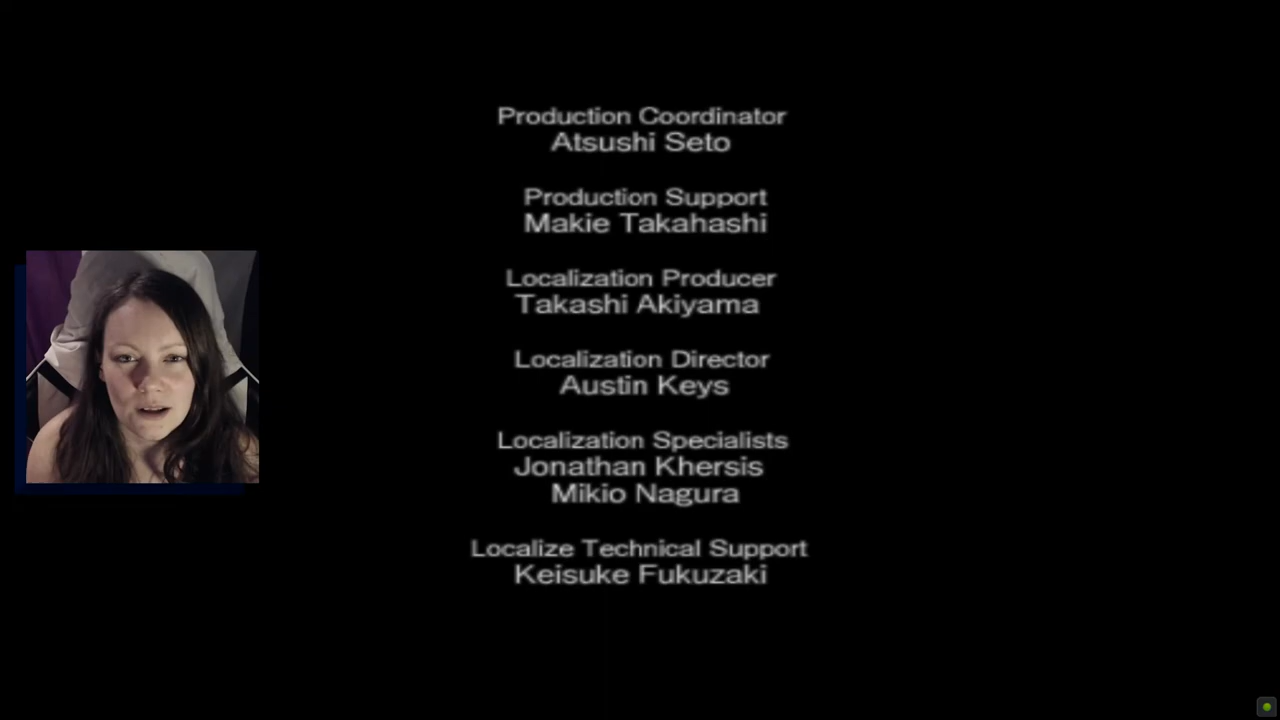 Production Coordinator
Atsushi Seto
Production Support
Makie Takahashi
Localization Producer
Takashi Akiyama
Localization Director
Austin Keys
Localization Specialists
Jonathan Khersis
Mikio Nagura
Localize Technical Support
Keisuke Fukuzaki